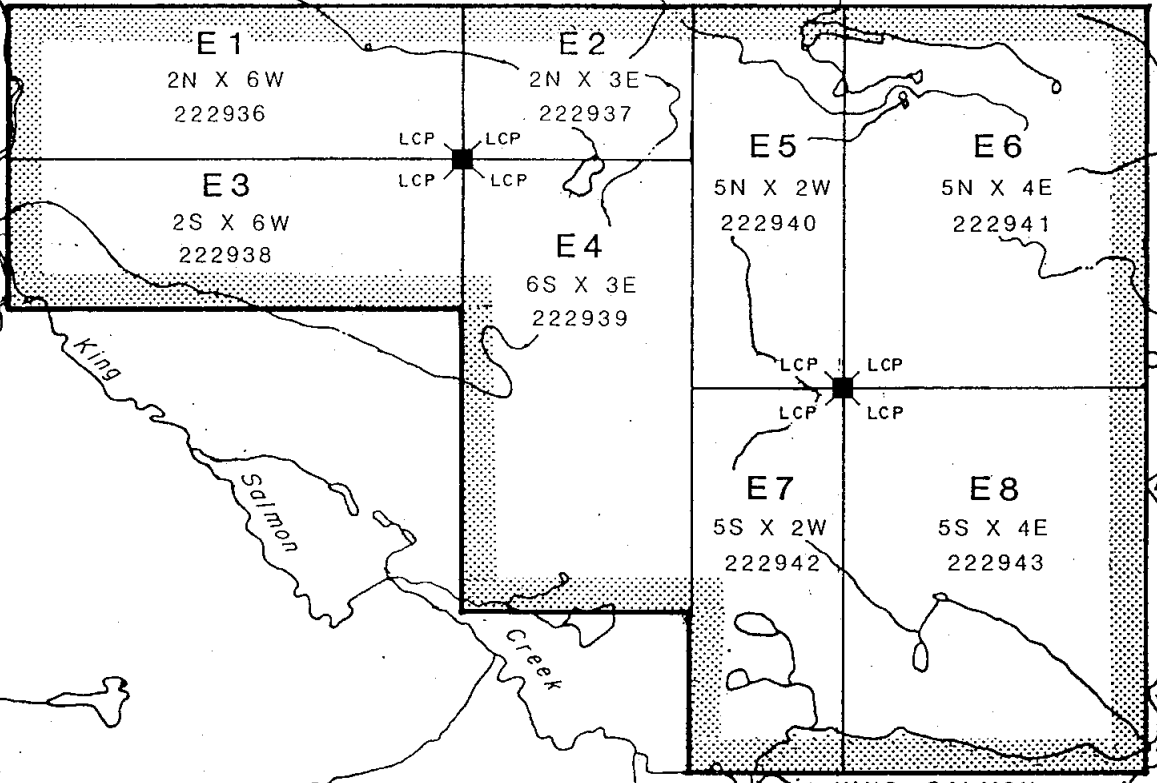 E1
2N X 6W
222936
E2
2N X 3E
222937
LCP LCP
LCP LCP
E3
2S X 6W
222938
E4
6S X 3E
222939
E5
5N X 2W
222940
E6
5N X 4E
222941
LCP LCP
LCP LCP
E7
5S X 2W
222942
E8
5S X 4E
222943
King
Salmon
Creek